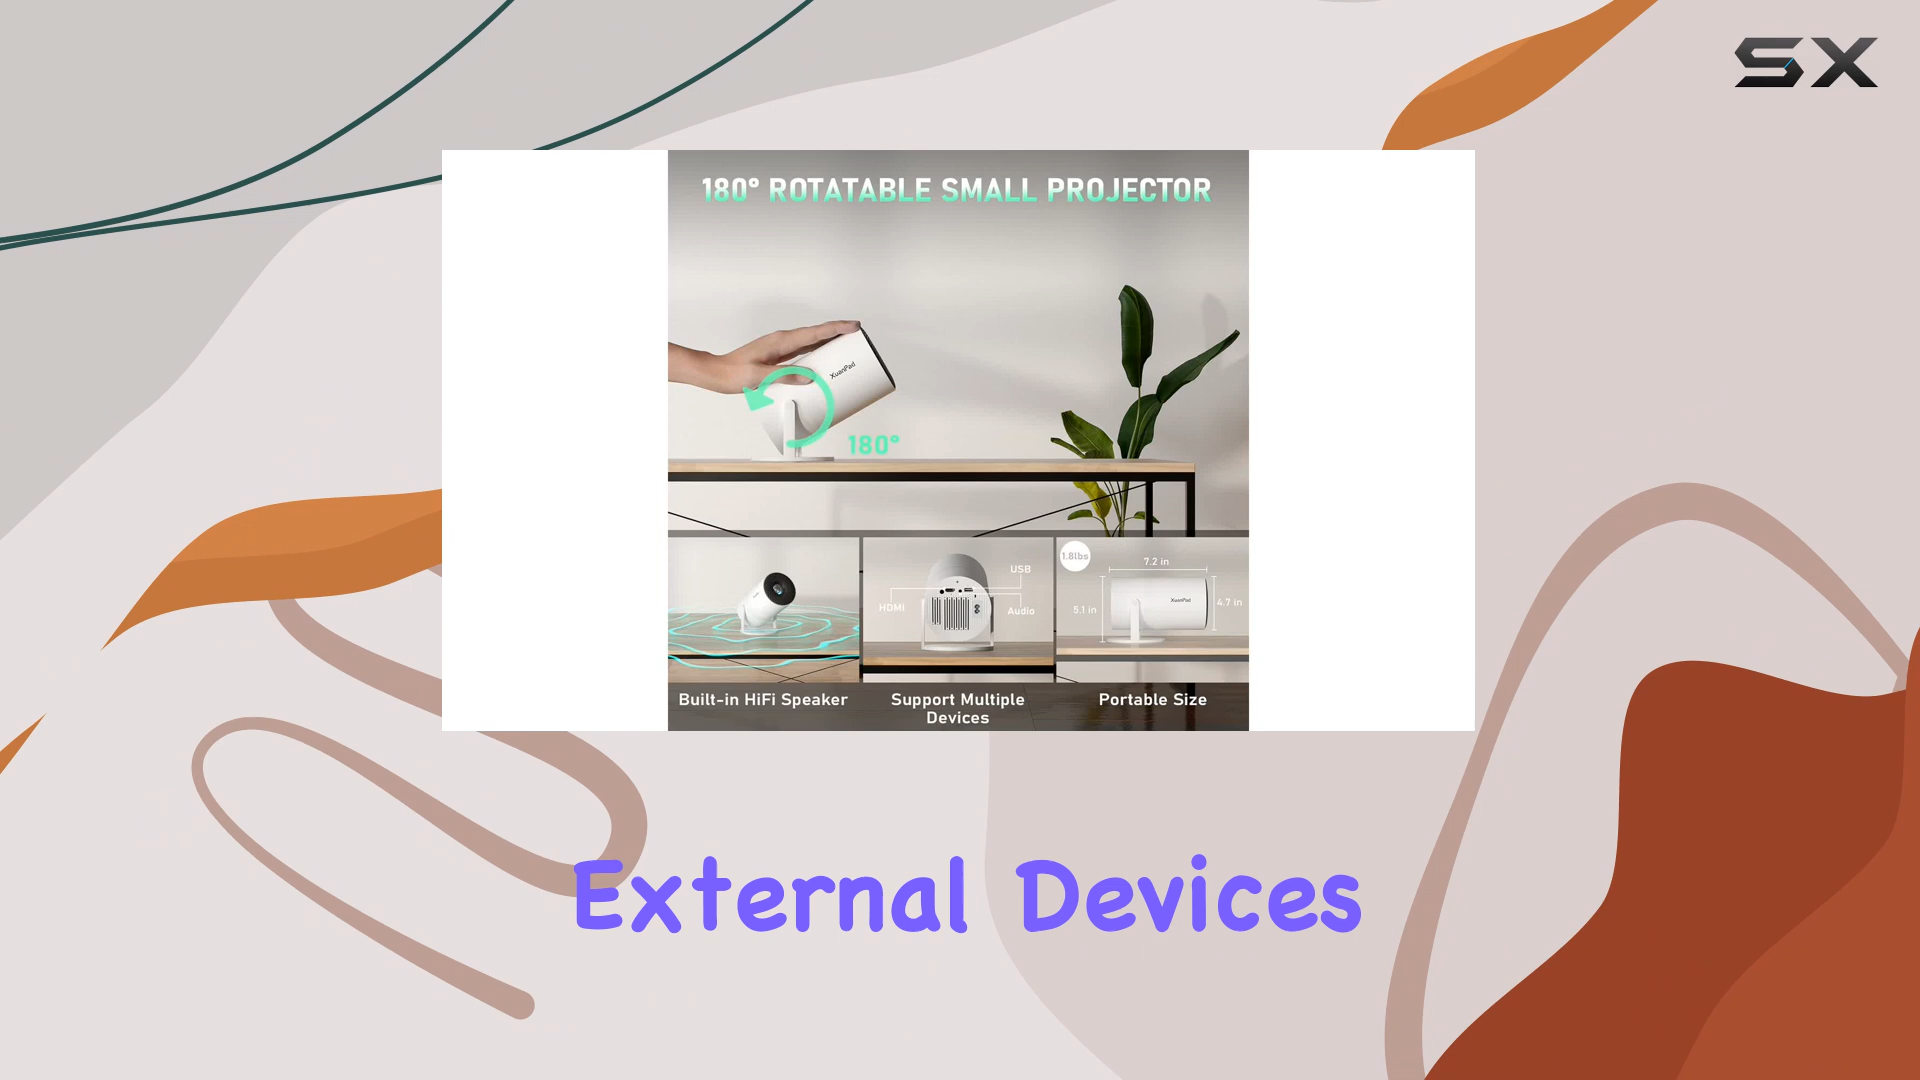 SX
180° ROTATABLE SMALL PROJECTOR
XuanPad
180°
USB
HDMI
Audio
1.8lbs
7.2 in
5.1 in
XuanPad
4.7 in
Built-in HiFi Speaker
Support Multiple
Devices
Portable Size
External Devices